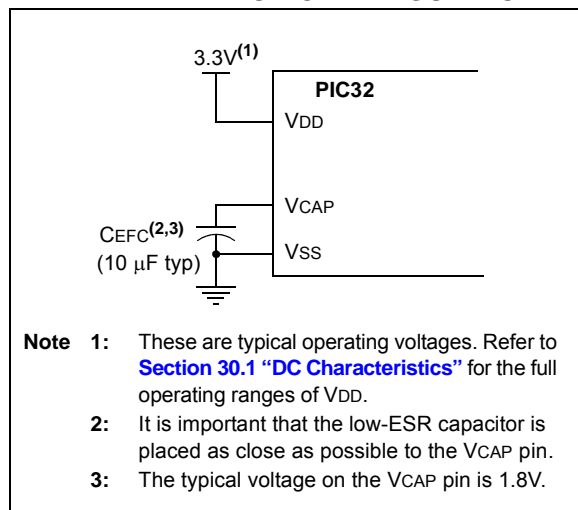 3.3V(1)
PIC32
VDD
VCAP
CEFC(2,3)
(10 μF typ)
VSS
Note 1: These are typical operating voltages. Refer to
Section 30.1 “DC Characteristics” for the full
operating ranges of VDD.
2: It is important that the low-ESR capacitor is
placed as close as possible to the VCAP pin.
3: The typical voltage on the VCAP pin is 1.8V.